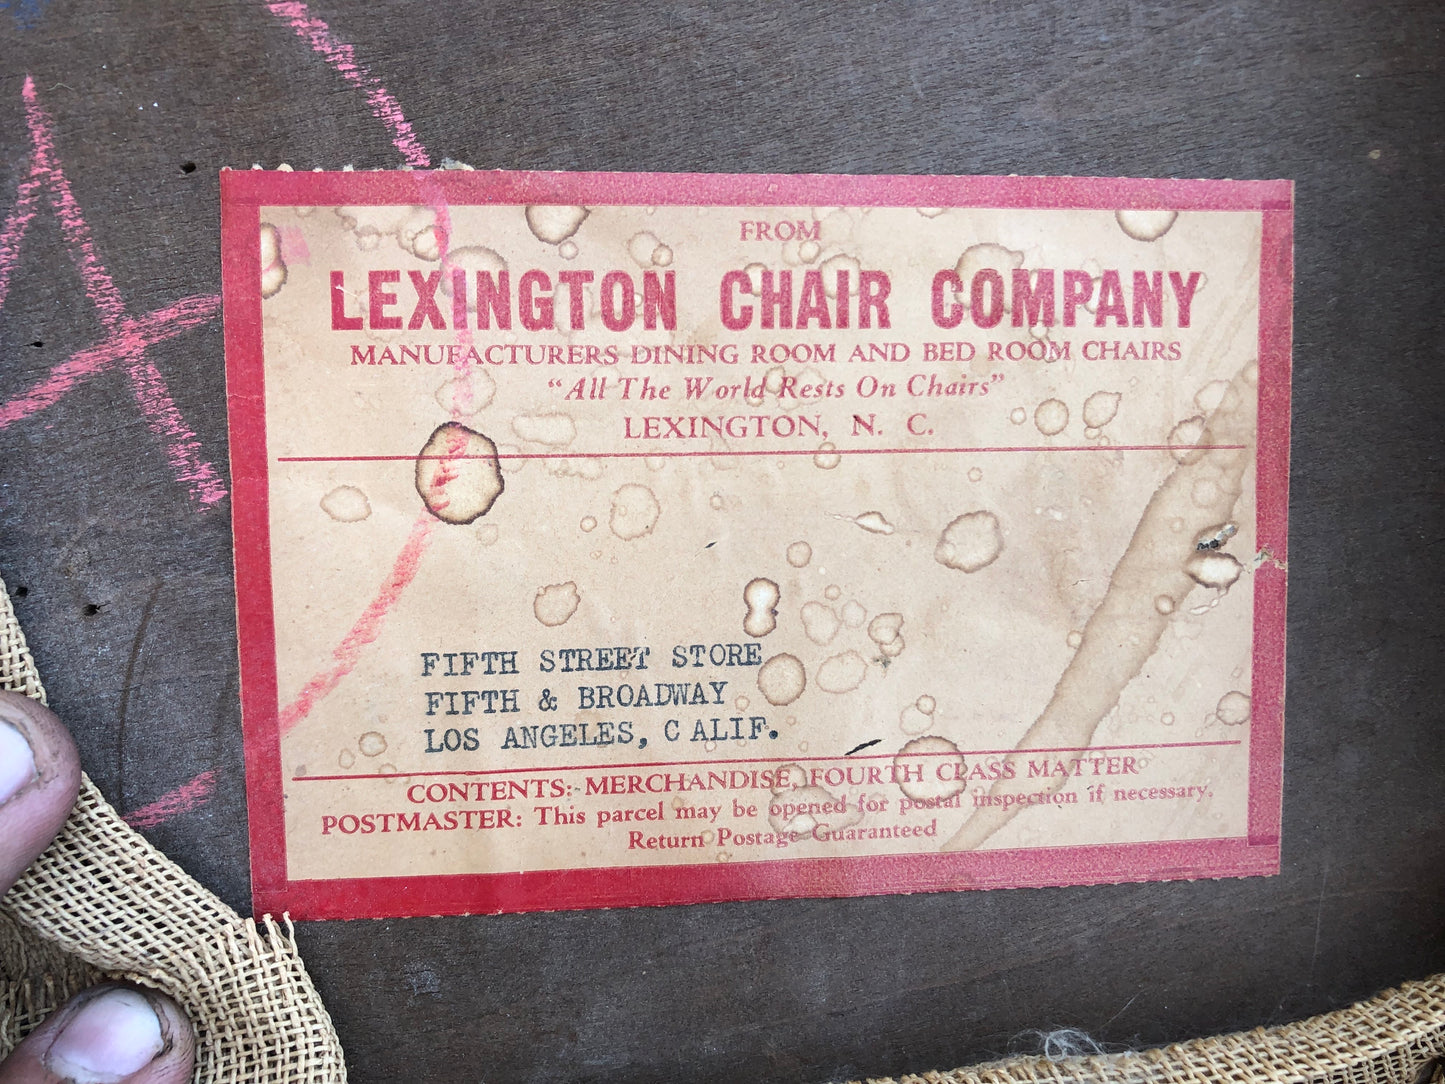 FROM
LEXINGTON CHAIR COMPANY
MANUFACTURERS DINING ROOM AND BED ROOM CHAIRS
"All The World Rests On Chairs"
LEXINGTON, N. C.
FIFTH STREET STORE
FIFTH & BROADWAY
LOS ANGELES, C ALIF.
CONTENTS: MERCHANDISE, FOURTH CLASS MATTER
POSTMASTER: This parcel may be opened for postal inspection if necessary.
Return Postage Guaranteed